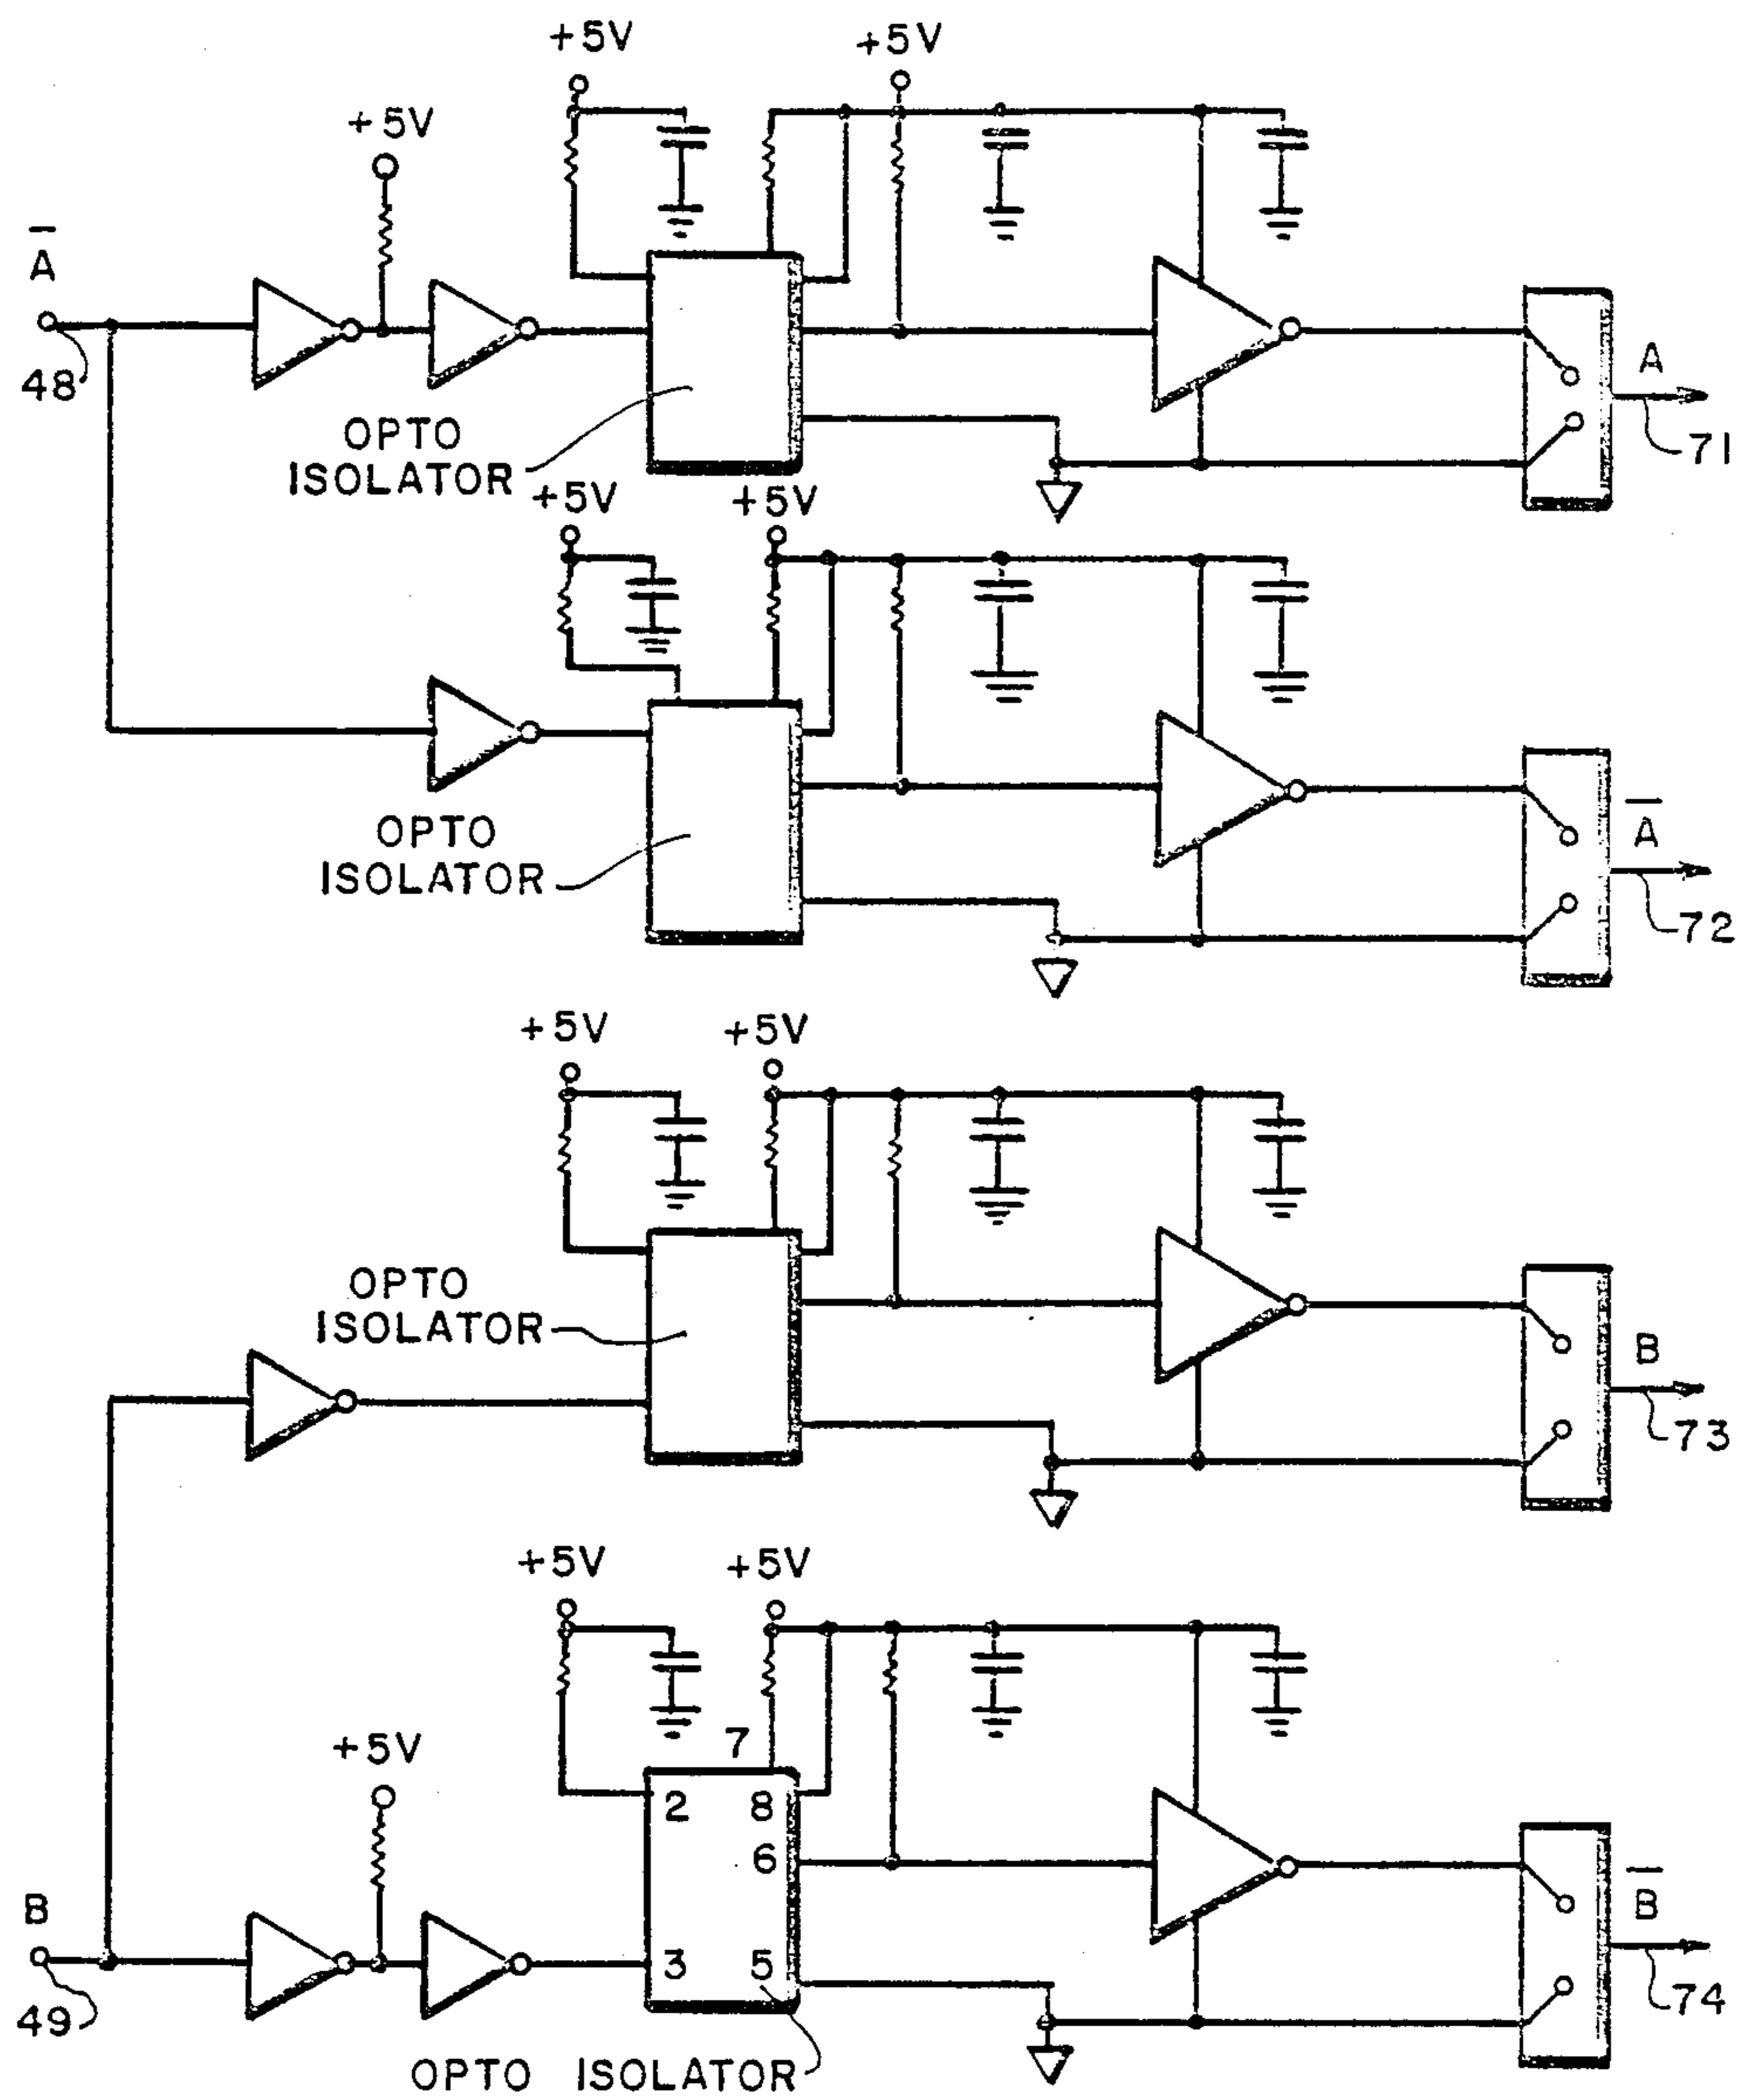 +5V
+5V
+5V
A̅
48
A
71
OPTO
ISOLATOR
+5V
+5V
A̅
72
OPTO
ISOLATOR
+5V
+5V
OPTO
ISOLATOR
B
73
+5V
+5V
+5V
7
2
8
6
B
49
3
5
B̅
74
OPTO ISOLATOR